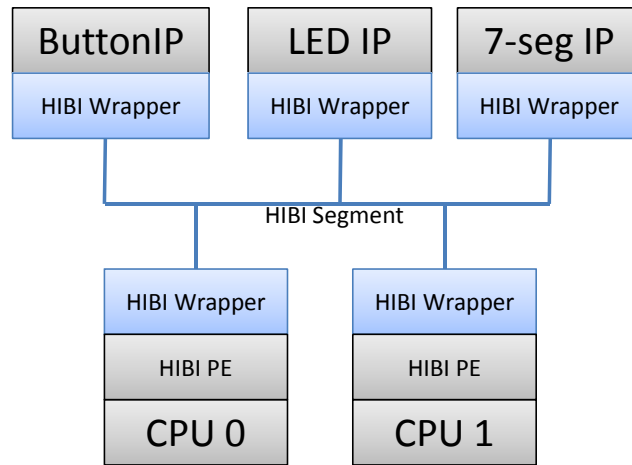 ButtonIP
LED IP
7-seg IP
HIBI Wrapper
HIBI Wrapper
HIBI Wrapper
HIBI Segment
HIBI Wrapper
HIBI Wrapper
HIBI PE
HIBI PE
CPU 0
CPU 1